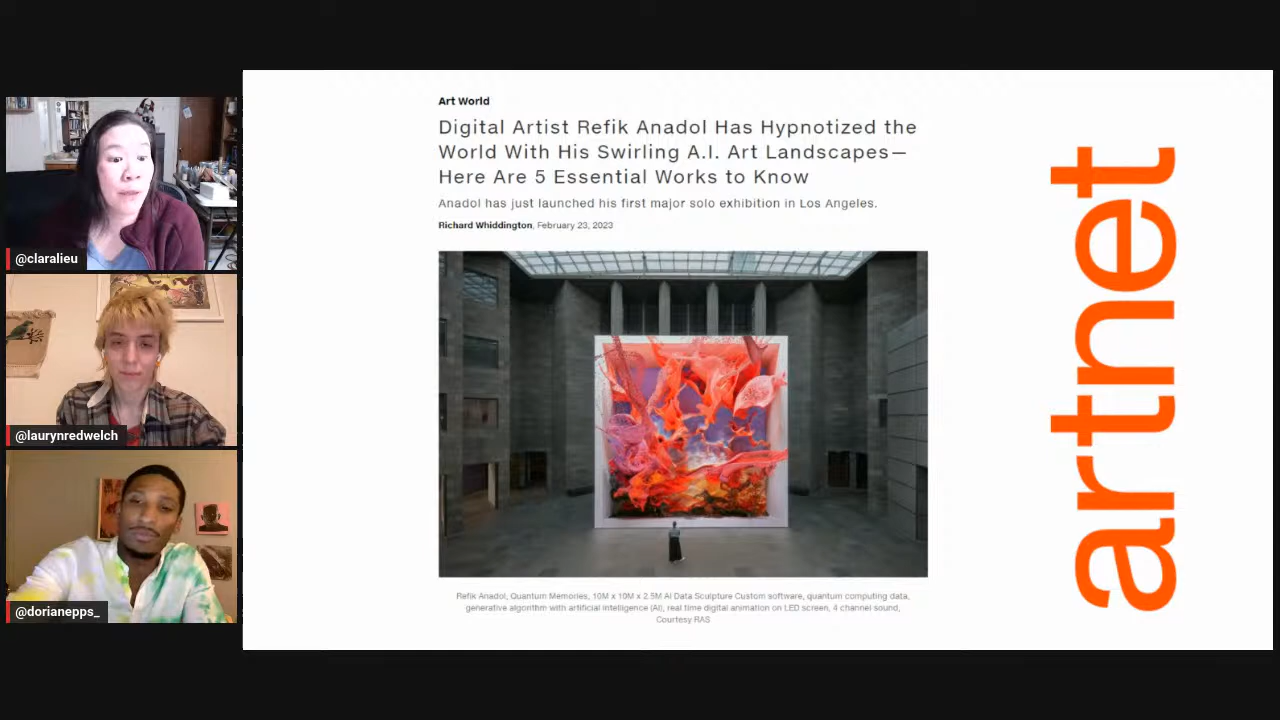 @claralieu
@laurynredwelch
@dorianepps_
Art World
Digital Artist Refik Anadol Has Hypnotized the
World With His Swirling A.I. Art Landscapes—
Here Are 5 Essential Works to Know
Anadol has just launched his first major solo exhibition in Los Angeles.
Richard Whiddington, February 23, 2023
Refik Anadol, Quantum Memories, 10M x 10M x 2.5M AI Data Sculpture Custom software, quantum computing data,
generative algorithm with artificial intelligence (AI), real time digital animation on LED screen, 4 channel sound,
Courtesy RAS
artnet